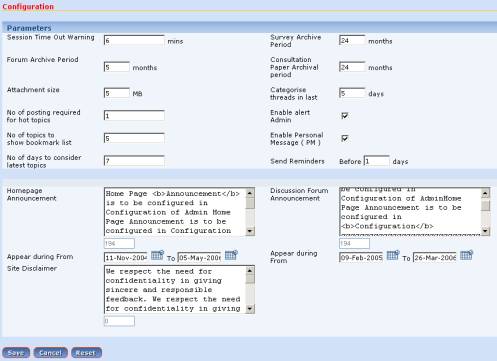 Configuration
Parameters
Session Time Out Warning 6 mins Survey Archive Period 24 months
Forum Archive Period 5 months Consultation Paper Archival period 24 months
Attachment size 5 MB Categorise threads in last 5 days
No of posting required for hot topics 1 Enable alert Admin
No of topics to show bookmark list 5 Enable Personal Message ( PM )
No of days to consider latest topics 7 Send Reminders Before 1 days
Homepage Announcement
Home Page <b>Announcement</b>
is to be configured in
Configuration of Admin Home
Page Announcement is to be
configured in Configuration
194
Discussion Forum Announcement
be configured in
Configuration of AdminHome
Page Announcement is to be
configured in
<b>Configuration</b>
194
Appear during From 11-Nov-2004 To 05-May-2006 Appear during From 09-Feb-2005 To 26-Mar-2006
Site Disclaimer
We respect the need for
confidentiality in giving
sincere and responsible
feedback. We respect the need
for confidentiality in giving
0
Save Cancel Reset